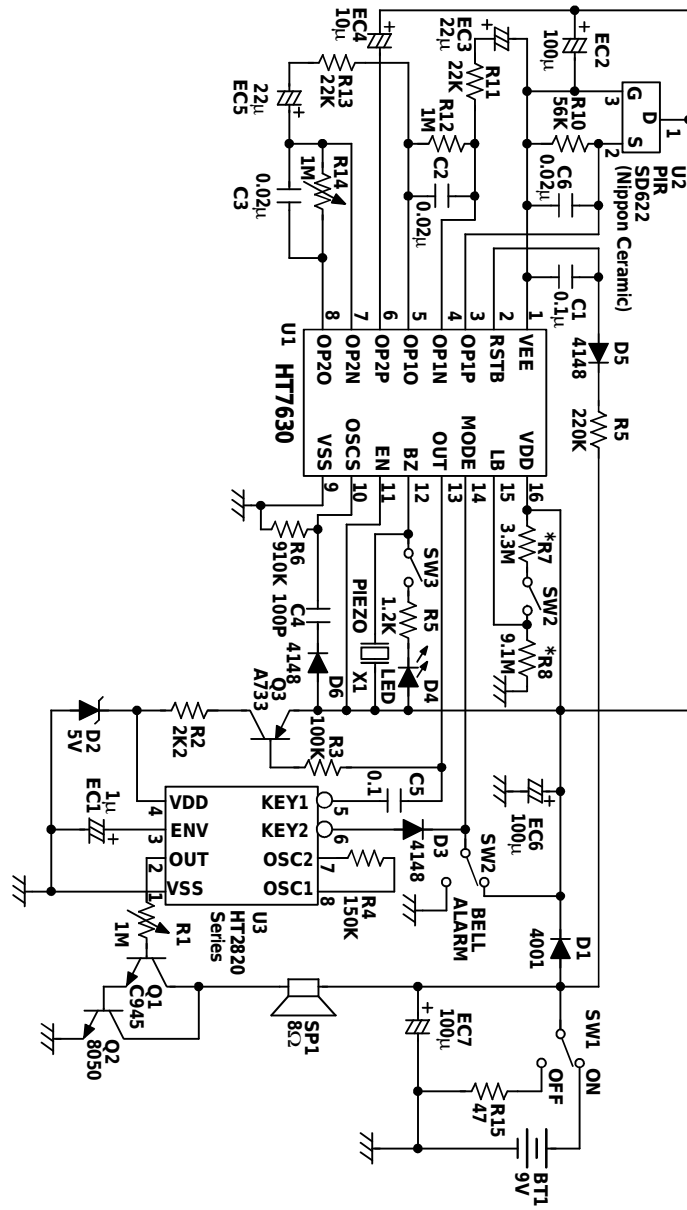 U2
PIR
SD622
(Nippon Ceramic)
D
G
S
1
3
2
EC2
100µ
R10
56K
C6
0.02µ
C1
0.1µ
D5
4148
R5
220K
EC3
22µ
R11
22K
EC4
10µ
R12
1M
C2
0.02µ
R13
22K
22µ
EC5
R14
1M
0.02µ
C3
1
2
3
4
5
6
7
8
VEE
RSTB
OP1P
OP1N
OP1O
OP2P
OP2N
OP2O
VDD
LB
MODE
OUT
BZ
EN
OSCS
VSS
16
15
14
13
12
11
10
9
U1
HT7630
*R7
3.3M
SW2
*R8
9.1M
SW3
R5
1.2K
D4
LED
PIEZO
X1
R6
910K
C4
100P
D6
4148
Q3
A733
R3
100K
R2
2K2
D2
5V
1µ
EC1
C5
0.1
D3
4148
SW2
BELL
ALARM
EC6
100µ
D1
4001
KEY1
KEY2
OSC2
OSC1
VDD
ENV
OUT
VSS
5
6
7
8
4
3
2
1
U3
HT2820
Series
R4
150K
R1
1M
Q1
C945
Q2
8050
SP1
8Ω
EC7
100µ
SW1
ON
OFF
R15
47
BT1
9V